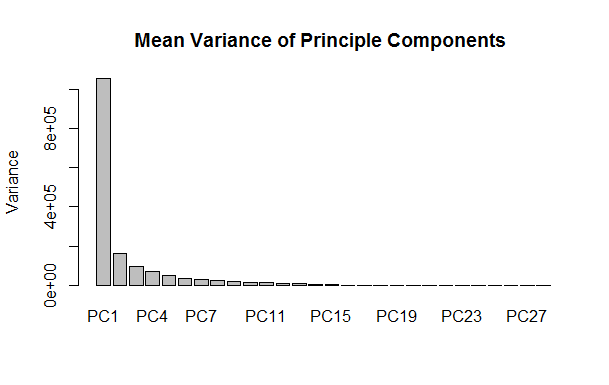 Mean Variance of Principle Components
Variance
8e+05
4e+05
0e+00
PC1 PC4 PC7 PC11 PC15 PC19 PC23 PC27